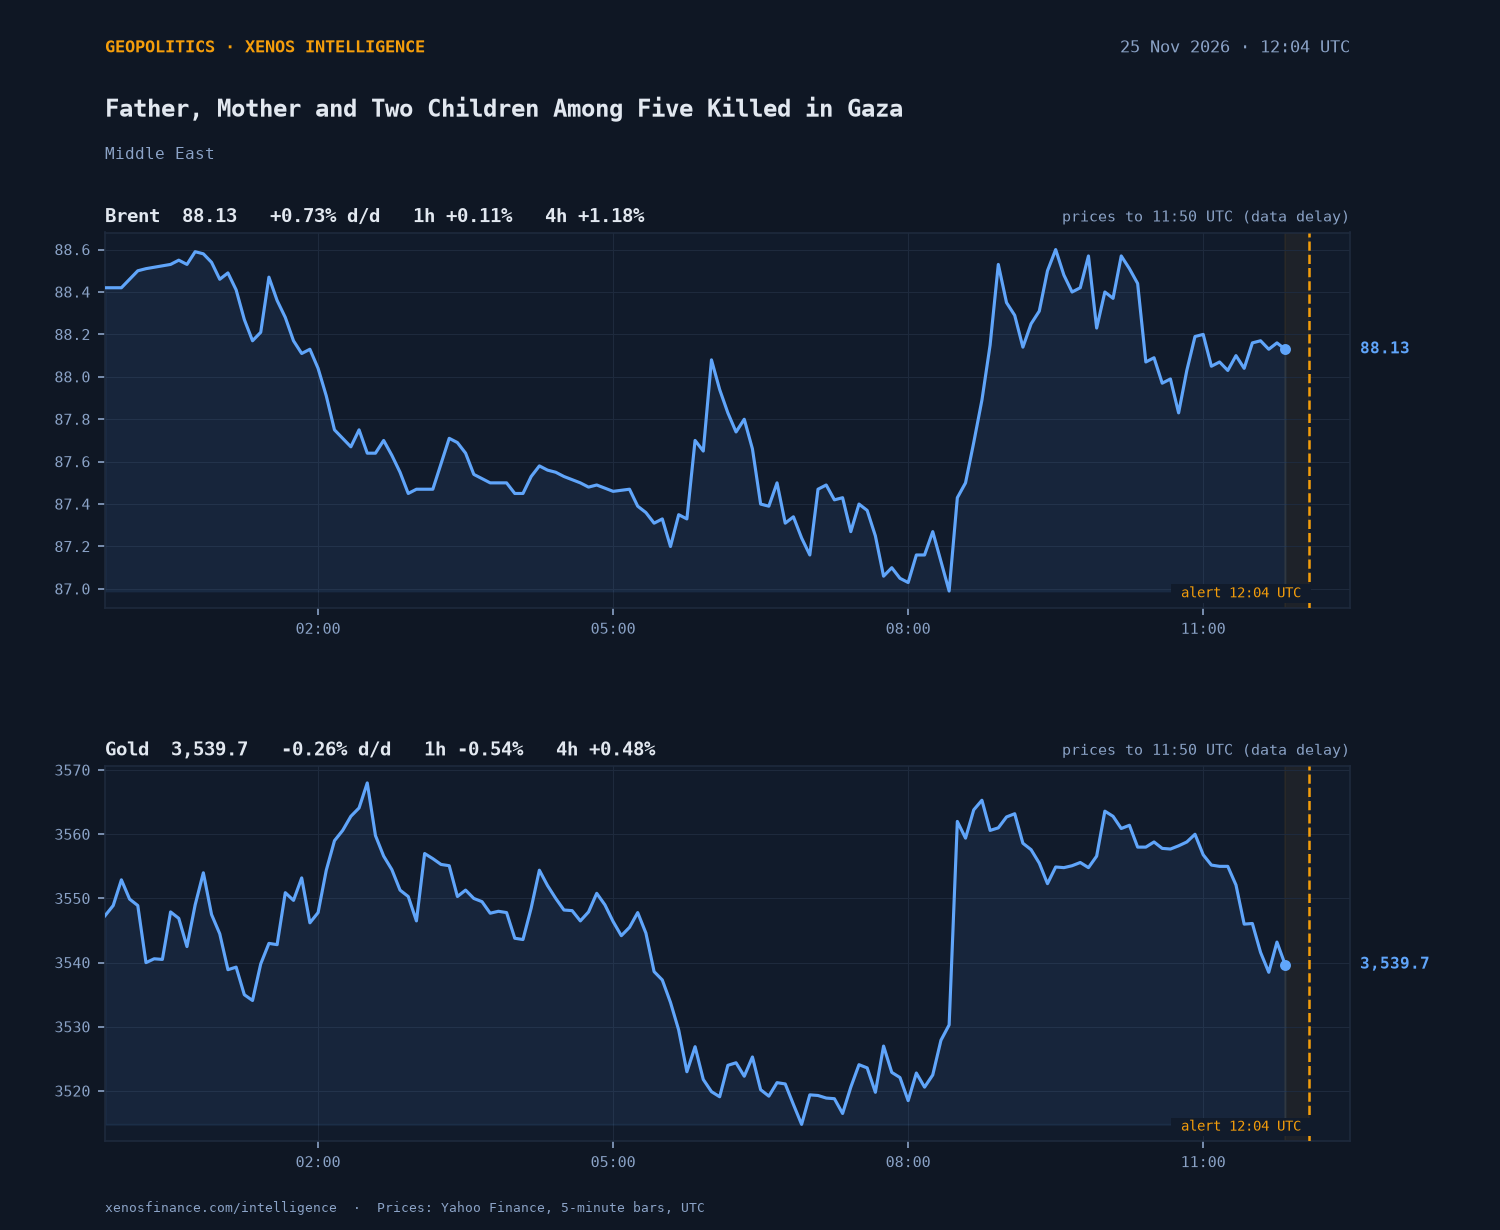 GEOPOLITICS · XENOS INTELLIGENCE
25 Nov 2026 · 12:04 UTC
Father, Mother and Two Children Among Five Killed in Gaza
Middle East
Brent  88.13   +0.73% d/d   1h +0.11%   4h +1.18%
prices to 11:50 UTC (data delay)
88.6
88.4
88.2
88.0
87.8
87.6
87.4
87.2
87.0
88.13
alert 12:04 UTC
02:00
05:00
08:00
11:00
Gold  3,539.7   -0.26% d/d   1h -0.54%   4h +0.48%
prices to 11:50 UTC (data delay)
3570
3560
3550
3540
3530
3520
3,539.7
alert 12:04 UTC
02:00
05:00
08:00
11:00
xenosfinance.com/intelligence  ·  Prices: Yahoo Finance, 5-minute bars, UTC